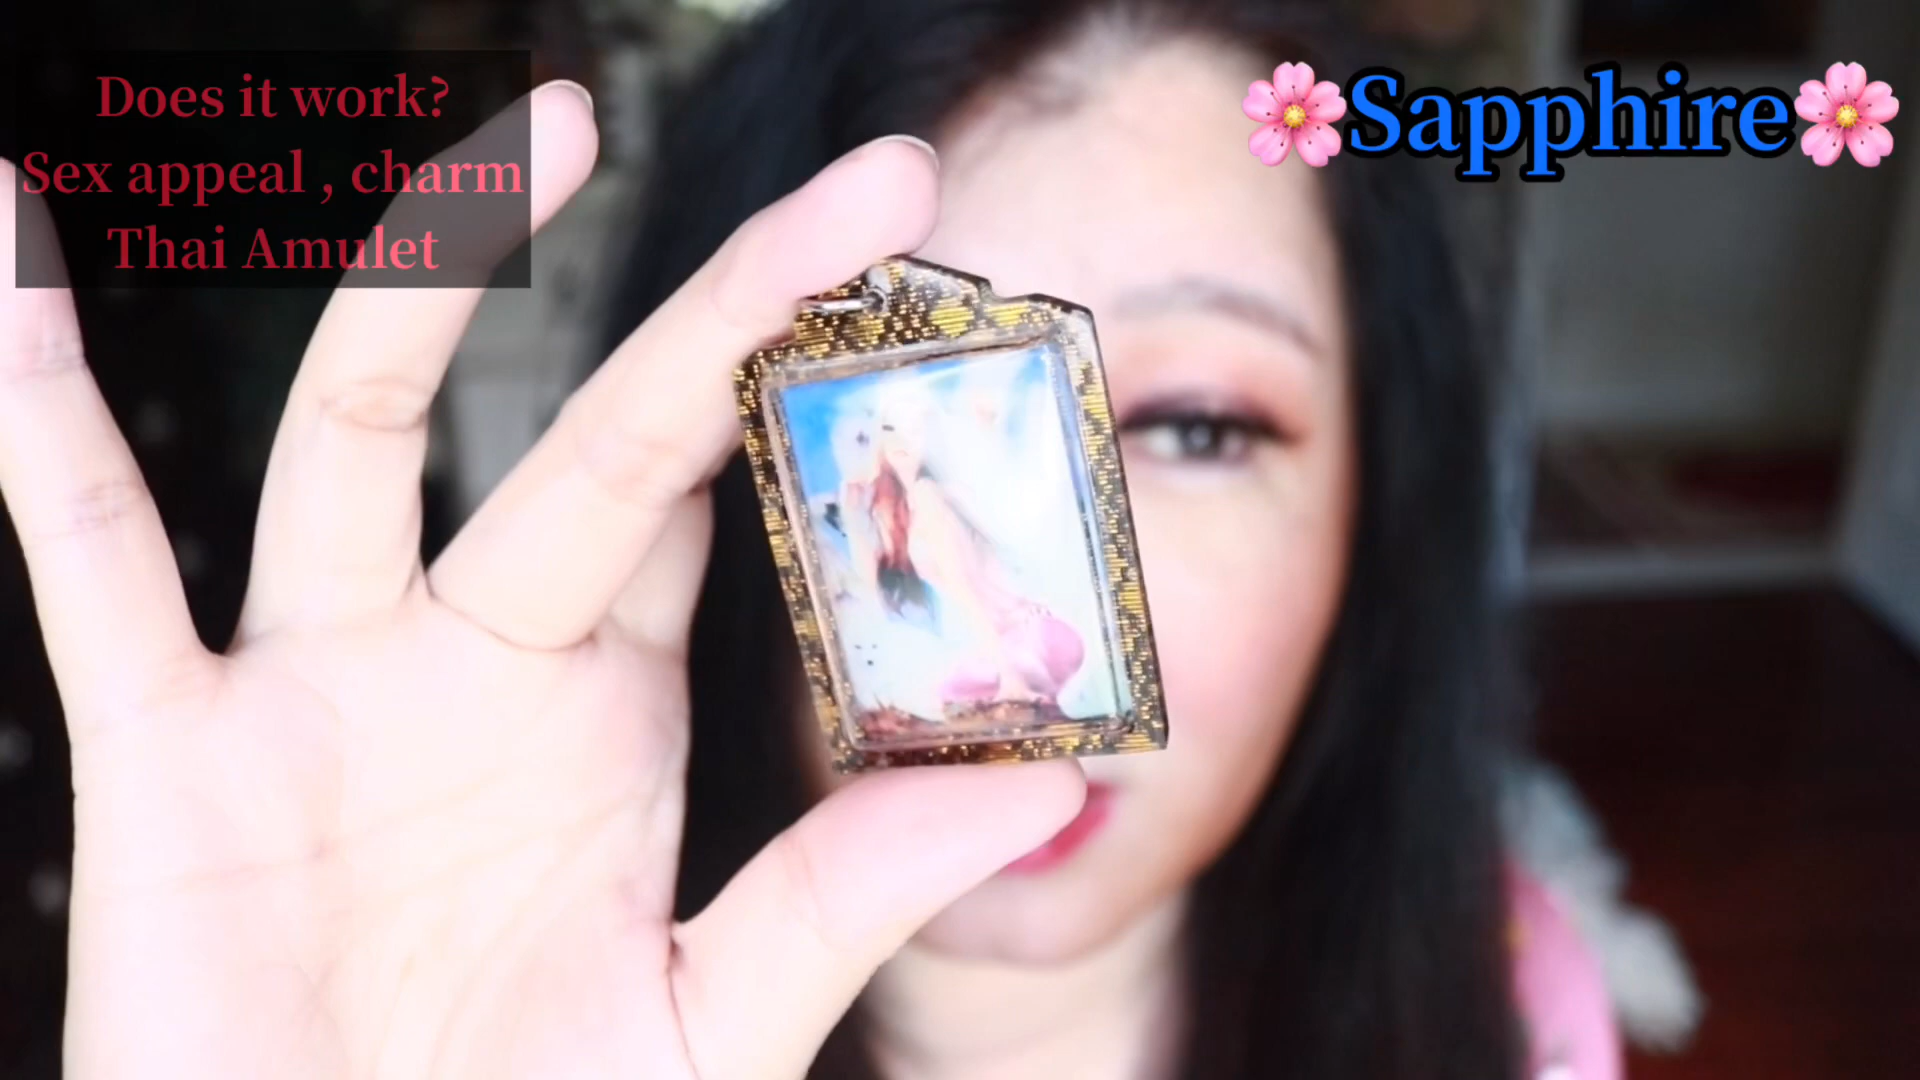 Does it work?
Sex appeal , charm
Thai Amulet
🌸Sapphire🌸